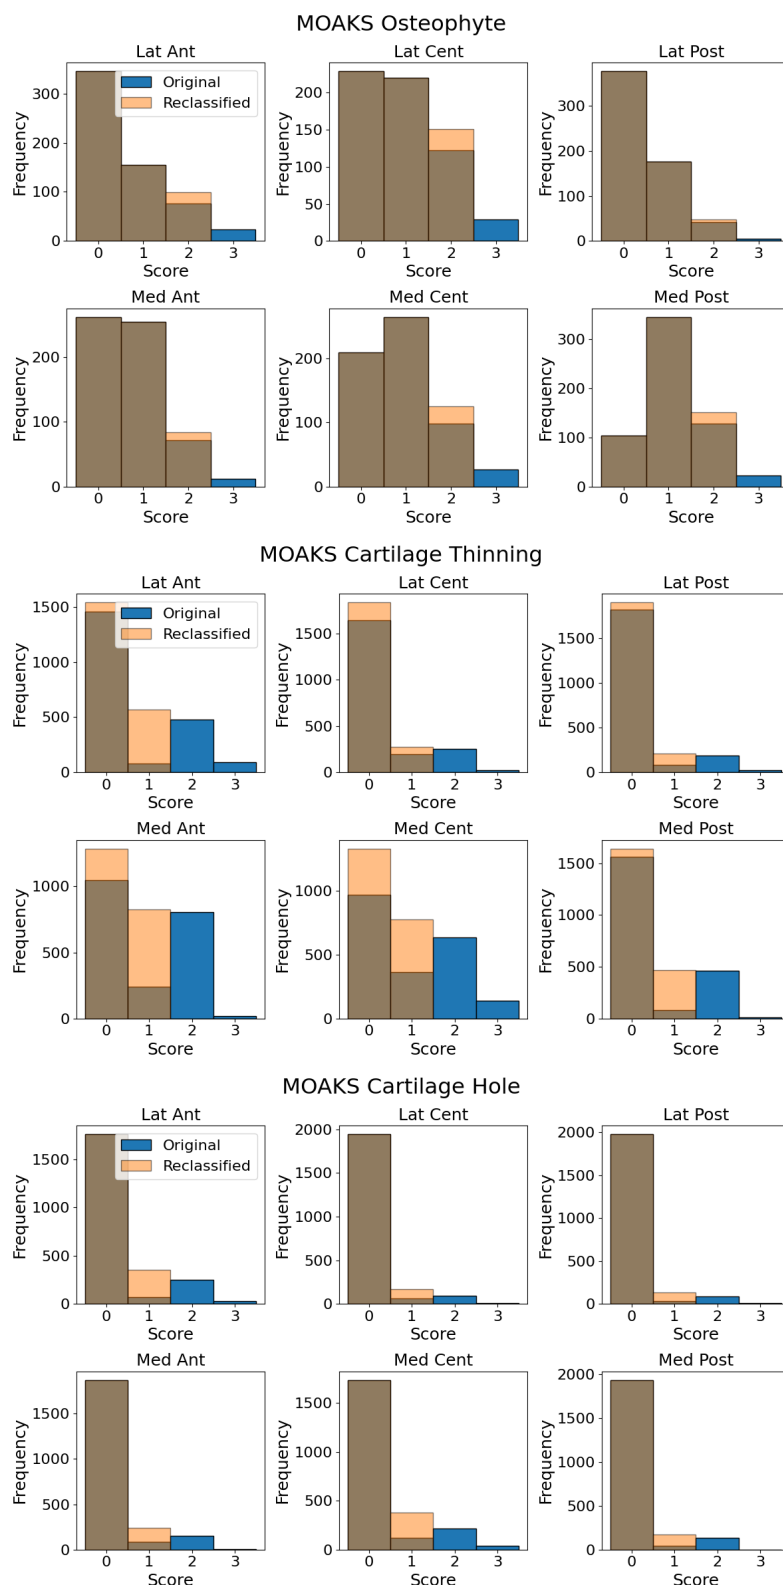 MOAKS Osteophyte
Lat Ant
Lat Cent
Lat Post
Original
Reclassified
Frequency
0
100
200
300
0 1 2 3
Score
Frequency
0
50
100
150
200
0 1 2 3
Score
Frequency
0
100
200
300
0 1 2 3
Score
Med Ant
Med Cent
Med Post
Frequency
0
100
200
0 1 2 3
Score
Frequency
0
100
200
0 1 2 3
Score
Frequency
0
100
200
300
0 1 2 3
Score
MOAKS Cartilage Thinning
Lat Ant
Lat Cent
Lat Post
Original
Reclassified
Frequency
0
500
1000
1500
0 1 2 3
Score
Frequency
0
500
1000
1500
0 1 2 3
Score
Frequency
0
500
1000
1500
0 1 2 3
Score
Med Ant
Med Cent
Med Post
Frequency
0
500
1000
0 1 2 3
Score
Frequency
0
500
1000
0 1 2 3
Score
Frequency
0
500
1000
1500
0 1 2 3
Score
MOAKS Cartilage Hole
Lat Ant
Lat Cent
Lat Post
Original
Reclassified
Frequency
0
500
1000
1500
0 1 2 3
Score
Frequency
0
500
1000
1500
2000
0 1 2 3
Score
Frequency
0
500
1000
1500
2000
0 1 2 3
Score
Med Ant
Med Cent
Med Post
Frequency
0
500
1000
1500
0 1 2 3
Score
Frequency
0
500
1000
1500
0 1 2 3
Score
Frequency
0
500
1000
1500
2000
0 1 2 3
Score